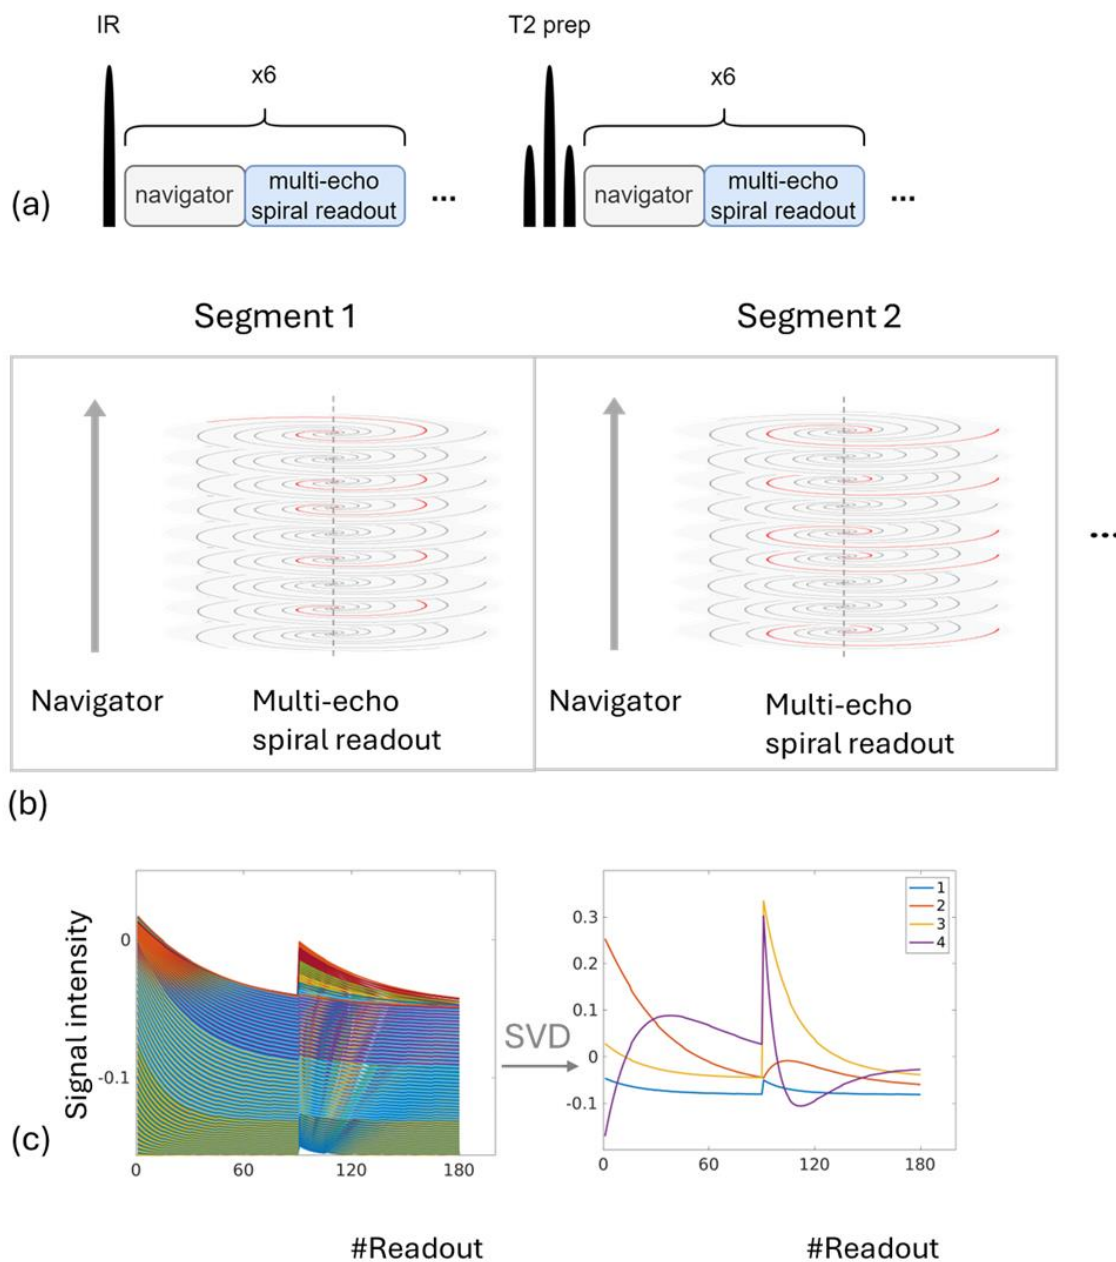 IR
T2 prep
x6
x6
navigator
multi-echo
spiral readout
...
navigator
multi-echo
spiral readout
...
(a)
Segment 1
Segment 2
Navigator
Multi-echo
spiral readout
Navigator
Multi-echo
spiral readout
...
(b)
Signal intensity
0
-0.1
0
60
120
180
#Readout
SVD
0.3
0.2
0.1
0
-0.1
0
60
120
180
1
2
3
4
#Readout
(c)